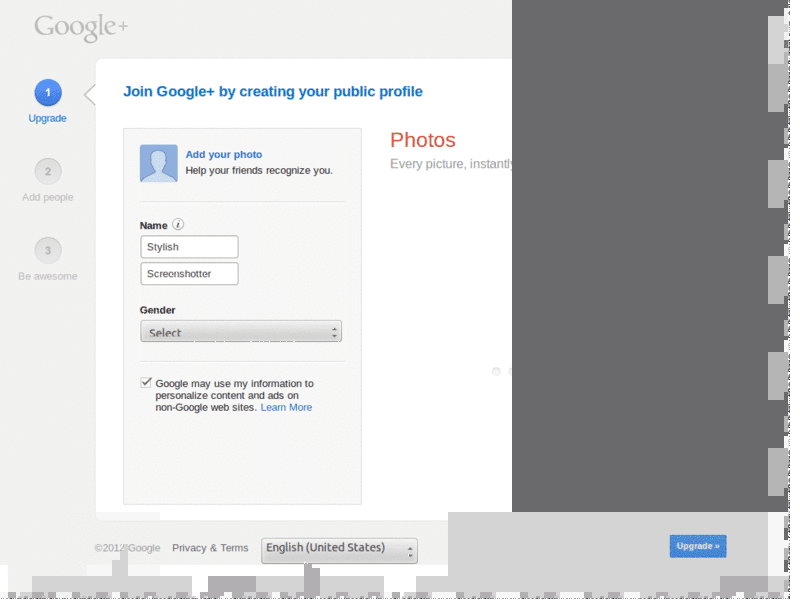 Google+
Join Google+ by creating your public profile
1
Upgrade
2
Add people
3
Be awesome
Add your photo
Help your friends recognize you.
Name i
Stylish
Screenshotter
Gender
Select
Google may use my information to
personalize content and ads on
non-Google web sites. Learn More
Photos
Every picture, instantly
Google Privacy & Terms English (United States)
Upgrade »